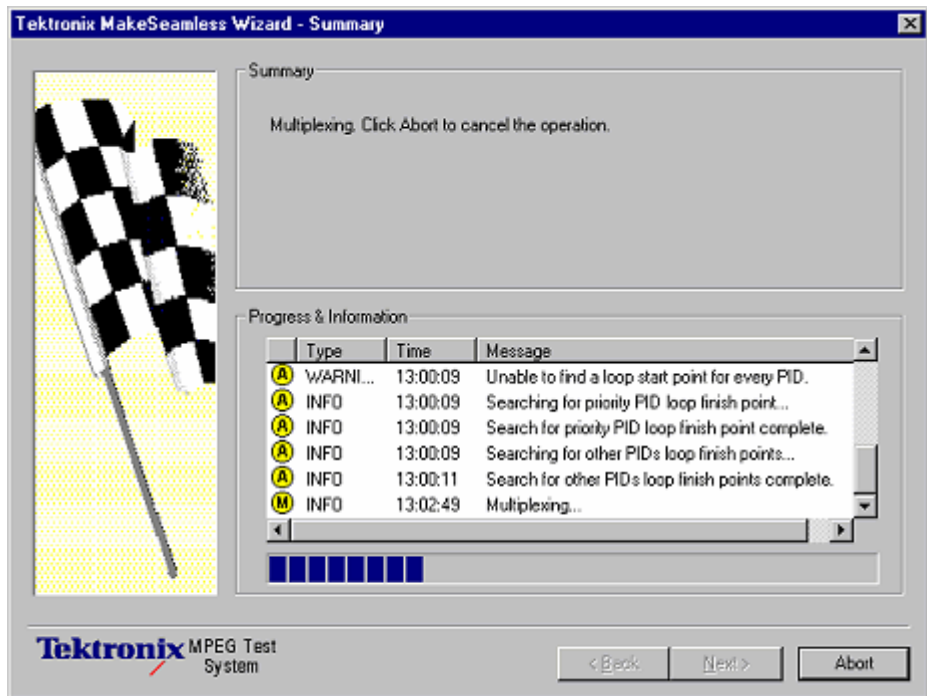 Tektronix MakeSeamless Wizard - Summary
Summary
Multiplexing. Click Abort to cancel the operation.
Progress & Information
Type Time Message
A WARNI... 13:00:09 Unable to find a loop start point for every PID.
A INFO 13:00:09 Searching for priority PID loop finish point...
A INFO 13:00:09 Search for priority PID loop finish point complete.
A INFO 13:00:09 Searching for other PIDs loop finish points...
A INFO 13:00:11 Search for other PIDs loop finish points complete.
M INFO 13:02:49 Multiplexing...
Tektronix MPEG Test
System
< Back Next > Abort